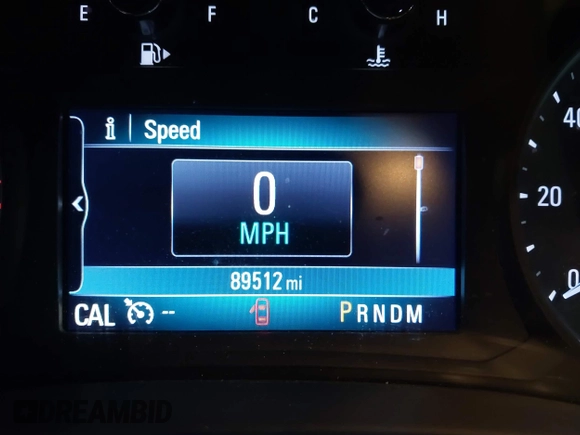 E F C H
Speed
0
MPH
89512 mi
CAL -- PRNDM
40
20
0
DREAMBID